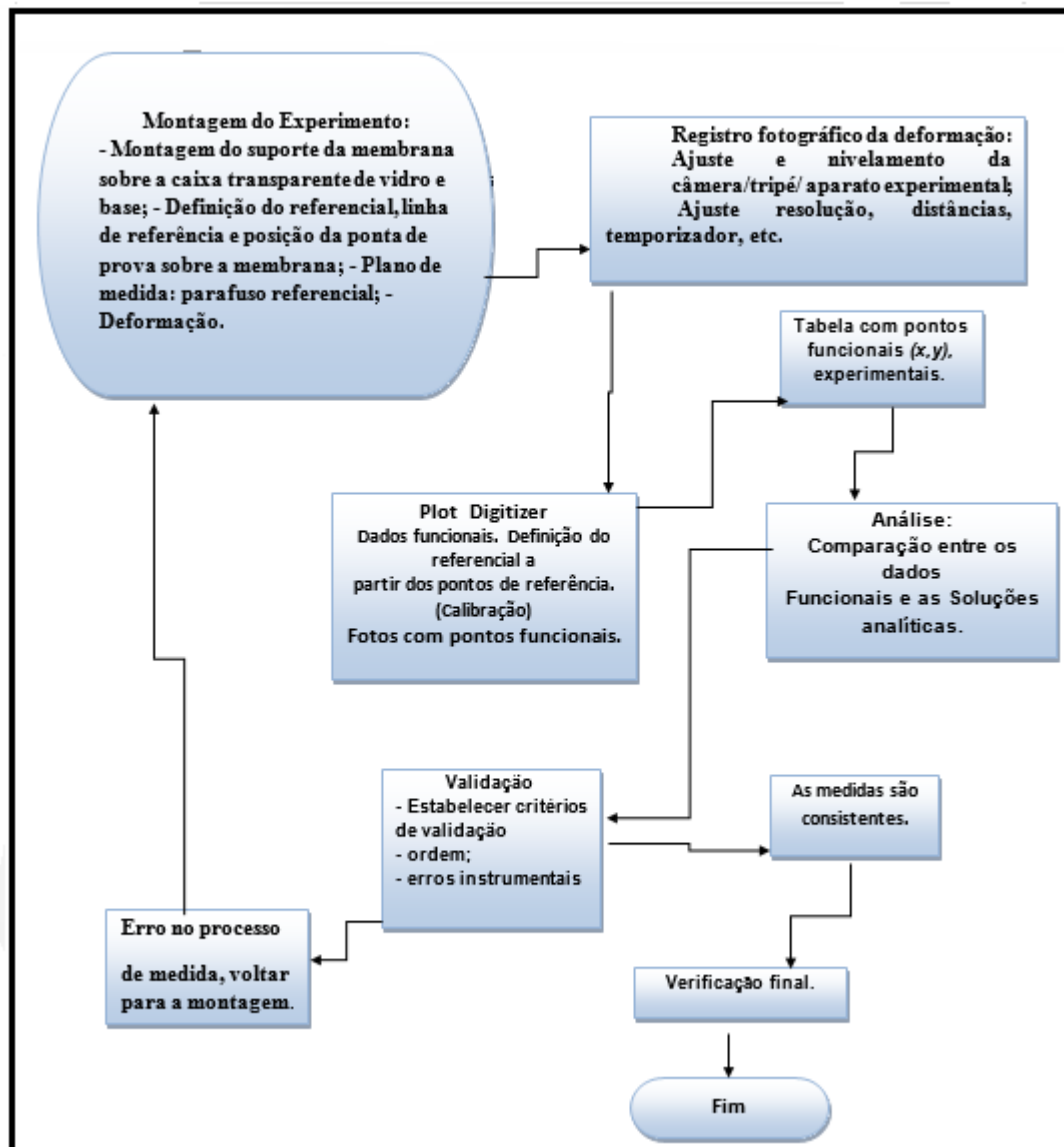 Montagem do Experimento:
- Montagem do suporte da membrana
sobre a caixa transparente de vidro e
base; - Definição do referencial, linha
de referência e posição da ponta de
prova sobre a membrana; - Plano de
medida: parafuso referencial; -
Deformação.
Registro fotográfico da deformação:
Ajuste e nivelamento da
câmera/tripé/ aparato experimental;
Ajuste resolução, distâncias,
temporizador, etc.
Tabela com pontos
funcionais (x,y),
experimentais.
Plot Digitizer
Dados funcionais. Definição do
referencial a
partir dos pontos de referência.
(Calibração)
Fotos com pontos funcionais.
Análise:
Comparação entre os
dados
Funcionais e as Soluções
analíticas.
Validação
- Estabelecer critérios
de validação
- ordem;
- erros instrumentais
As medidas são
consistentes.
Erro no processo
de medida, voltar
para a montagem.
Verificação final.
Fim